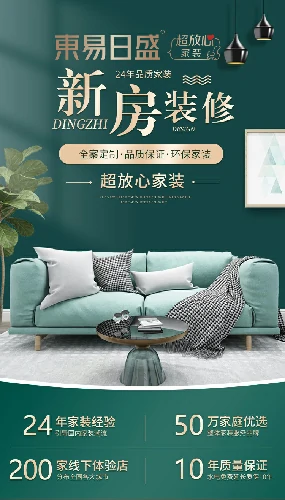 東易日盛
超放心
家装
24年品质家装
新房装修
DINGZHI
DESIGN
全案定制·品质保证·环保家装
超放心家装
24年家装经验
50万家庭优选
200家线下体验店
10年质量保证